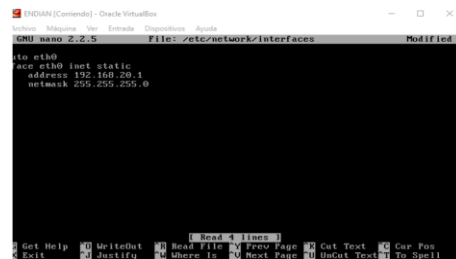 ENDIAN [Corriendo] - Oracle VirtualBox
Archivo Máquina Ver Entrada Dispositivos Ayuda
GNU nano 2.2.5 File: /etc/network/interfaces Modified
uto eth0
face eth0 inet static
address 192.168.20.1
netmask 255.255.255.0
[ Read 4 lines ]
Get Help ^O WriteOut ^R Read File ^Y Prev Page ^K Cut Text ^C Cur Pos
Exit ^J Justify ^W Where Is ^V Next Page ^U UnCut Text ^T To Spell